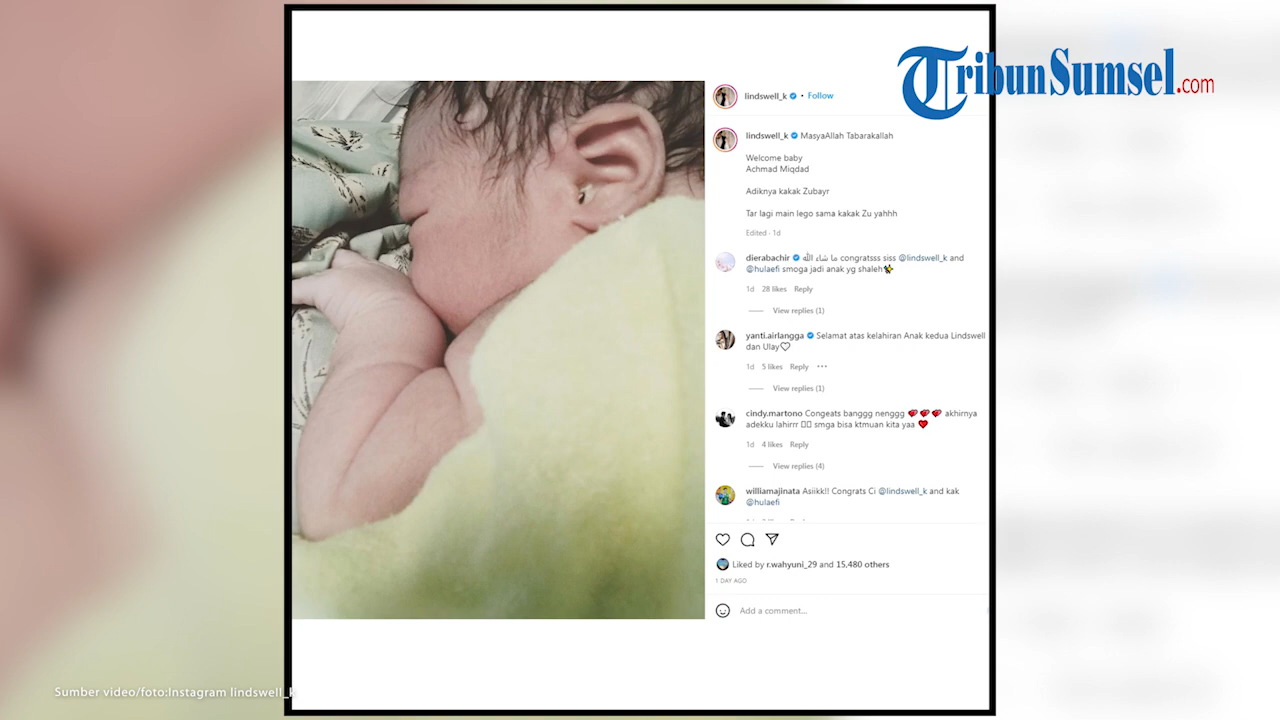 TribunSumsel.com
lindswell_k • Follow
lindswell_k MasyaAllah Tabarakallah
Welcome baby
Achmad Miqdad
Adiknya kakak Zubayr
Tar lagi main lego sama kakak Zu yahhh
Edited · 1d
dierabachir ما شاء الله congratsss siss @lindswell_k and
@hulaefi smoga jadi anak yg shaleh
1d 28 likes Reply
View replies (1)
yanti.airlangga Selamat atas kelahiran Anak kedua Lindswell
dan Ulay
1d 5 likes Reply
View replies (1)
cindy.martono Congeats banggg nenggg akhirnya
adekku lahirrr smga bisa ktmuan kita yaa
1d 4 likes Reply
View replies (4)
williamajinata Asiikk!! Congrats Ci @lindswell_k and kak
@hulaefi
Liked by r.wahyuni_29 and 15,480 others
1 DAY AGO
Add a comment...
Sumber video/foto:Instagram lindswell_k